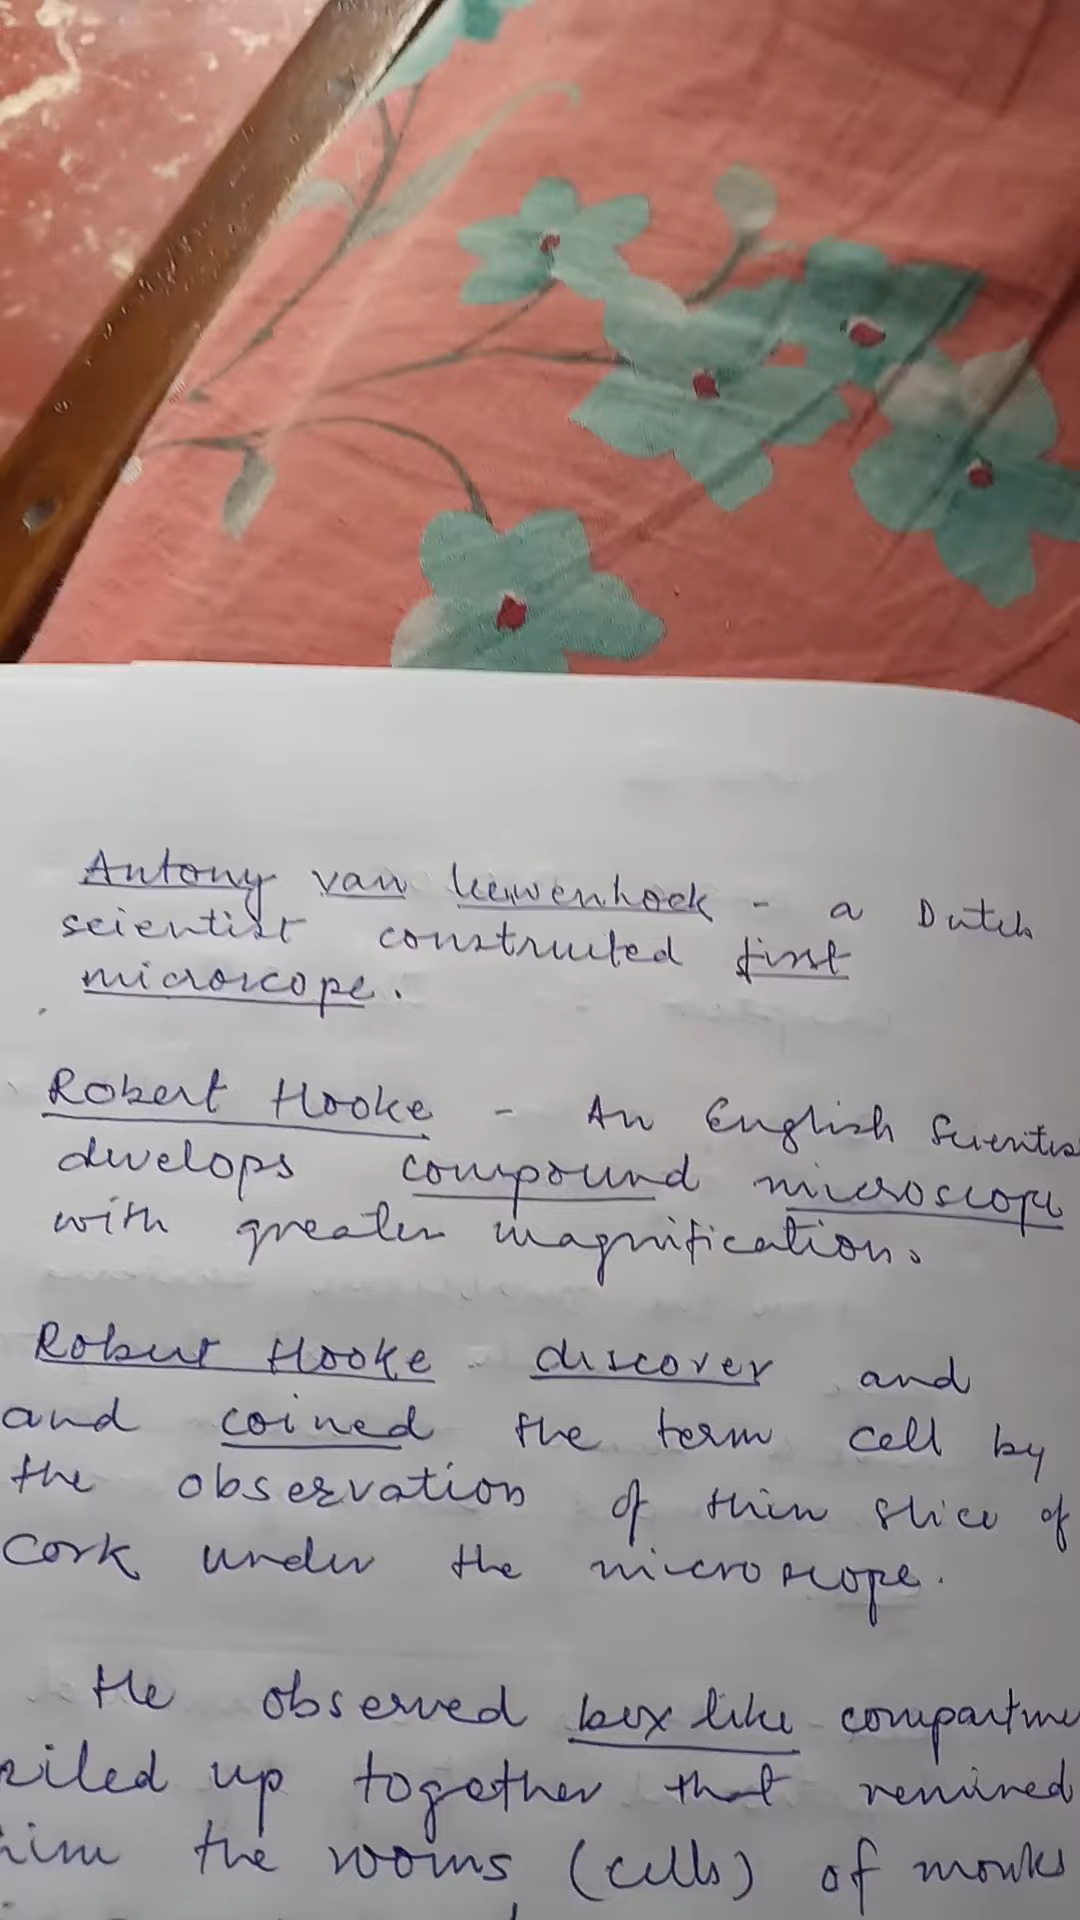 Antony van Leewenhoek - a Dutch
scientist constructed first
microscope.
Robert Hooke - An English Scientis
develops compound microscope
with greater magnification.
Robert Hooke - discover and
and coined the term cell by
the observation of thin slice of
cork under the microscope.
He observed box like compartme
piled up together that remined
him the rooms (cells) of monks